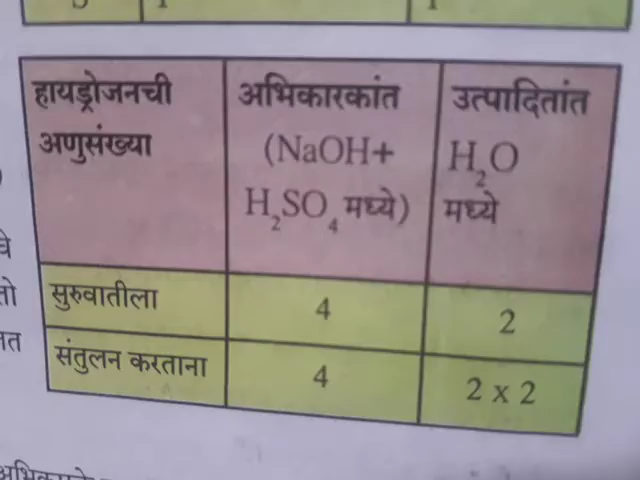 हायड्रोजनची अणुसंख्या
अभिकारकांत (NaOH+ H₂SO₄ मध्ये)
उत्पादितांत H₂O मध्ये
सुरुवातीला 4 2
संतुलन करताना 4 2 x 2